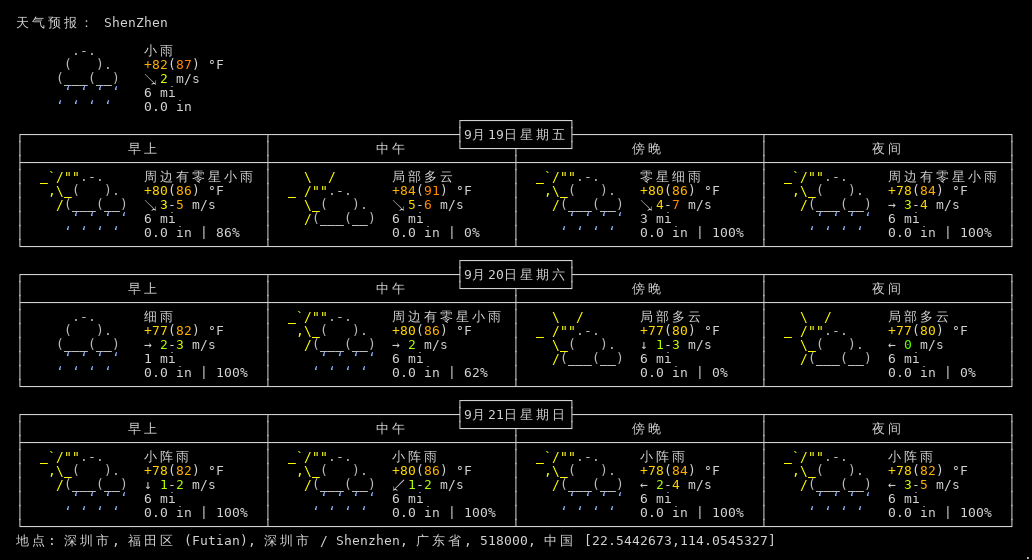 天气预报： ShenZhen
小雨
+82(87) °F
↘ 2 m/s
6 mi
0.0 in
9月19日星期五
早上 中午 傍晚 夜间
周边有零星小雨 局部多云 零星细雨 周边有零星小雨
+80(86) °F +84(91) °F +80(86) °F +78(84) °F
↘ 3-5 m/s ↘ 5-6 m/s ↘ 4-7 m/s → 3-4 m/s
6 mi 6 mi 3 mi 6 mi
0.0 in | 86% 0.0 in | 0% 0.0 in | 100% 0.0 in | 100%
9月20日星期六
早上 中午 傍晚 夜间
细雨 周边有零星小雨 局部多云 局部多云
+77(82) °F +80(86) °F +77(80) °F +77(80) °F
→ 2-3 m/s → 2 m/s ↓ 1-3 m/s ← 0 m/s
1 mi 6 mi 6 mi 6 mi
0.0 in | 100% 0.0 in | 62% 0.0 in | 0% 0.0 in | 0%
9月21日星期日
早上 中午 傍晚 夜间
小阵雨 小阵雨 小阵雨 小阵雨
+78(82) °F +80(86) °F +78(84) °F +78(82) °F
↓ 1-2 m/s ↙ 1-2 m/s ← 2-4 m/s ← 3-5 m/s
6 mi 6 mi 6 mi 6 mi
0.0 in | 100% 0.0 in | 100% 0.0 in | 100% 0.0 in | 100%
地点: 深圳市, 福田区 (Futian), 深圳市 / Shenzhen, 广东省, 518000, 中国 [22.5442673,114.0545327]